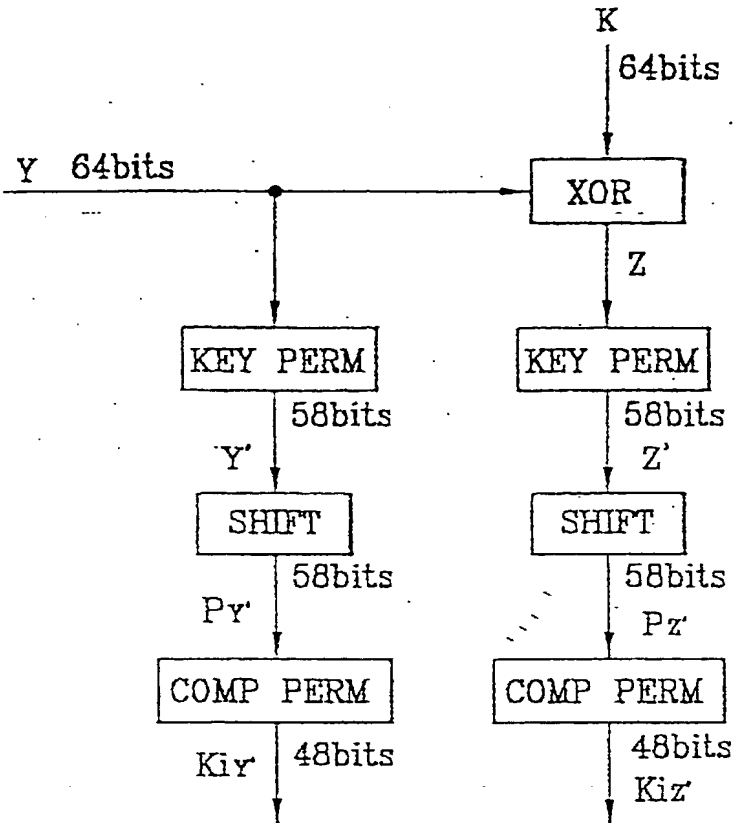 K
64bits
Y 64bits
XOR
Z
KEY PERM
KEY PERM
58bits
58bits
Y'
Z'
SHIFT
SHIFT
58bits
58bits
PY'
PZ'
COMP PERM
COMP PERM
KiY'
48bits
48bits
KiZ'